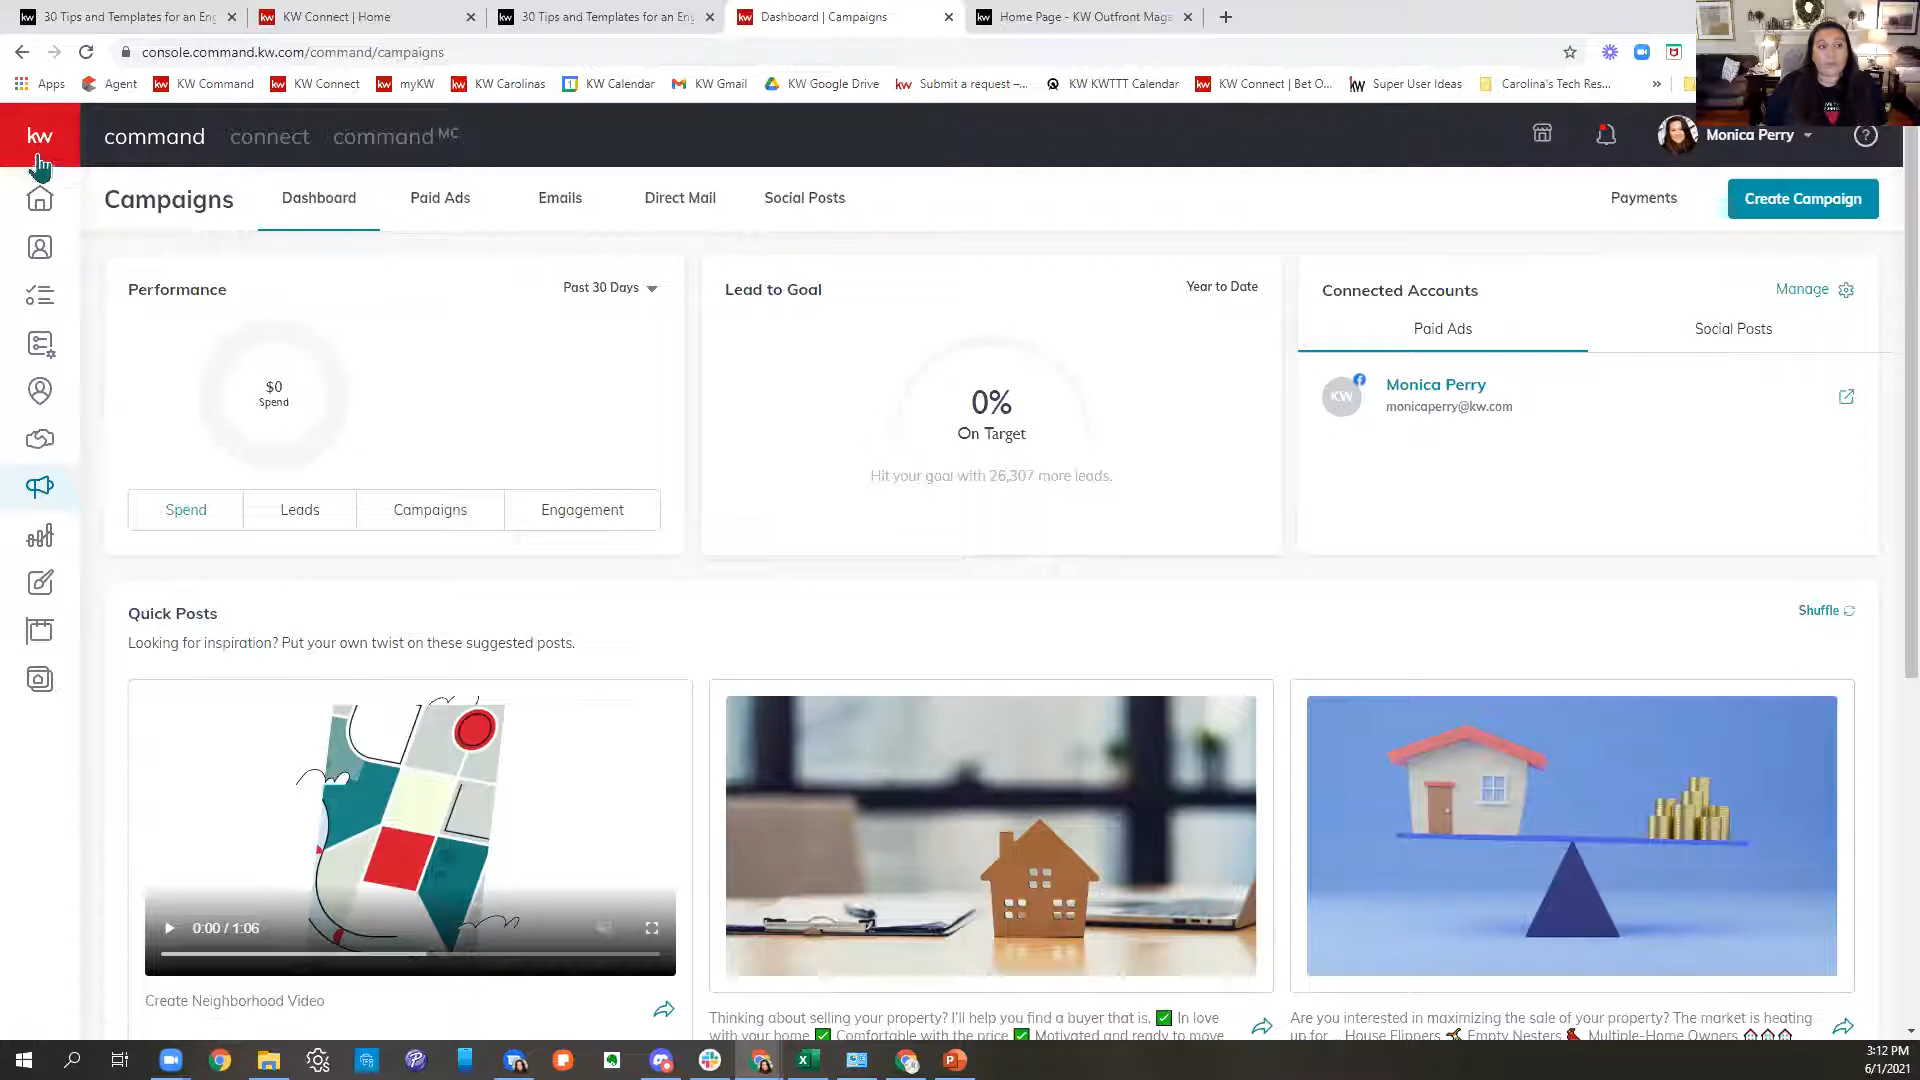 kw 30 Tips and Templates for an Eng
kw KW Connect | Home
kw 30 Tips and Templates for an Eng
kw Dashboard | Campaigns
kw Home Page - KW Outfront Maga
console.command.kw.com/command/campaigns
Apps Agent KW Command KW Connect myKW KW Carolinas KW Calendar KW Gmail KW Google Drive Submit a request –... KW KWTTT Calendar KW Connect | Bet O... Super User Ideas Carolina's Tech Res...
kw command connect command MC Monica Perry
Campaigns Dashboard Paid Ads Emails Direct Mail Social Posts Payments Create Campaign
Performance Past 30 Days
$0
Spend
Spend Leads Campaigns Engagement
Lead to Goal Year to Date
0%
On Target
Hit your goal with 26,307 more leads.
Connected Accounts Manage
Paid Ads Social Posts
KW Monica Perry
monicaperry@kw.com
Quick Posts Shuffle
Looking for inspiration? Put your own twist on these suggested posts.
0:00 / 1:06
Create Neighborhood Video
Thinking about selling your property? I'll help you find a buyer that is, ✅ In love
with your home ✅ Comfortable with the price ✅ Motivated and ready to move
Are you interested in maximizing the sale of your property? The market is heating
up for ... House Flippers Empty Nesters Multiple-Home Owners
3:12 PM
6/1/2021